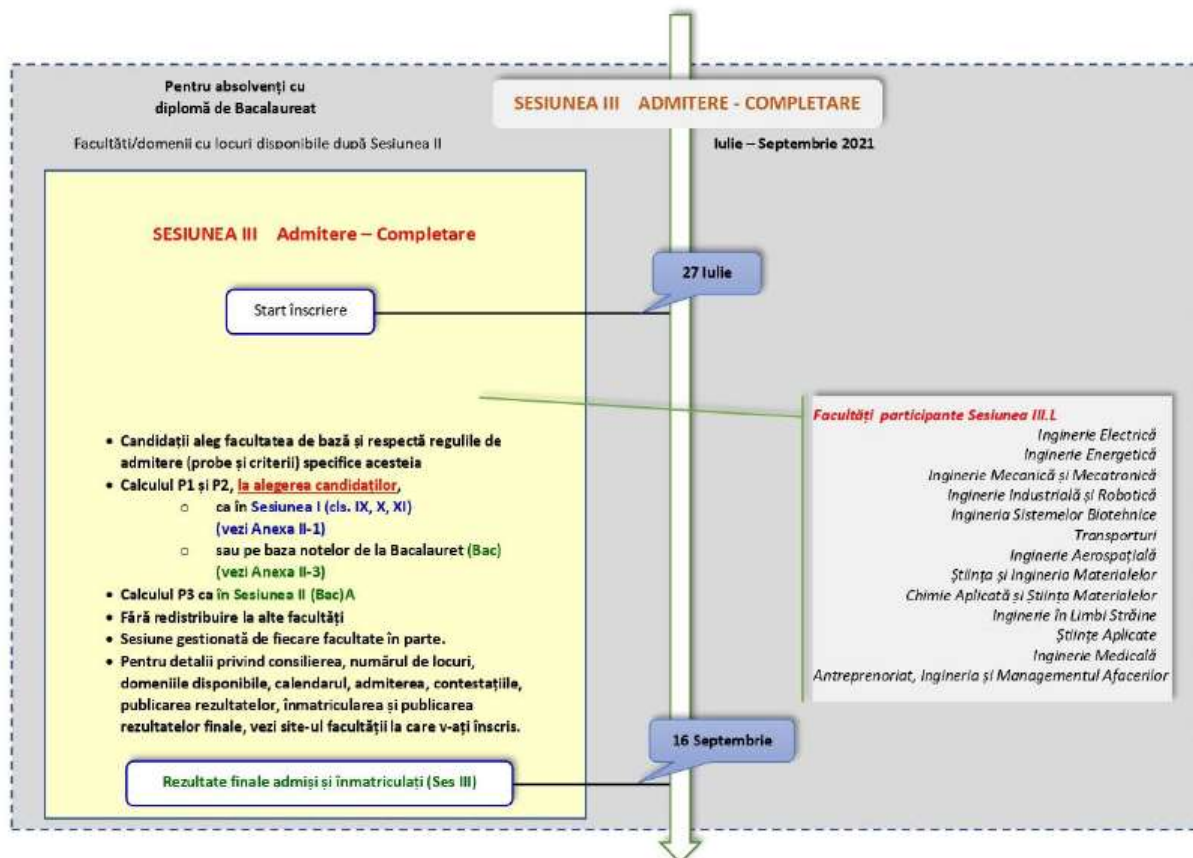 Pentru absolvenți cu
diplomă de Bacalaureat
Facultăți/domenii cu locuri disponibile după Sesiunea II
SESIUNEA III ADMITERE - COMPLETARE
Iulie – Septembrie 2021
SESIUNEA III Admitere – Completare
27 Iulie
Start înscriere
• Candidații aleg facultatea de bază și respectă regulile de
admitere (probe și criterii) specifice acesteia
• Calculul P1 și P2, la alegerea candidaților,
o ca în Sesiunea I (cls. IX, X, XI)
(vezi Anexa II-1)
o sau pe baza notelor de la Bacalauret (Bac)
(vezi Anexa II-3)
• Calculul P3 ca în Sesiunea II (Bac)A
• Fără redistribuire la alte facultăți
• Sesiune gestionată de fiecare facultate în parte.
• Pentru detalii privind consilierea, numărul de locuri,
domeniile disponibile, calendarul, admiterea, contestațiile,
publicarea rezultatelor, înmatricularea și publicarea
rezultatelor finale, vezi site-ul facultății la care v-ați înscris.
Facultăți participante Sesiunea III.L
Inginerie Electrică
Inginerie Energetică
Inginerie Mecanică și Mecatronică
Inginerie Industrială și Robotică
Ingineria Sistemelor Biotehnice
Transporturi
Inginerie Aerospațială
Știința și Ingineria Materialelor
Chimie Aplicată și Știința Materialelor
Inginerie în Limbi Străine
Științe Aplicate
Inginerie Medicală
Antreprenoriat, Ingineria și Managementul Afacerilor
16 Septembrie
Rezultate finale admiși și înmatriculați (Ses III)